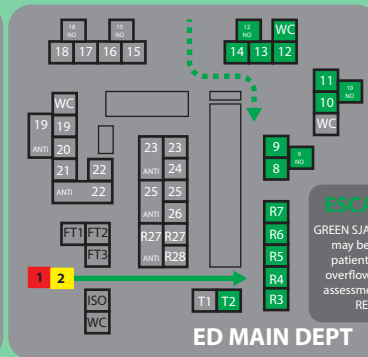 18 NO 15 NO 12 NO WC
18 17 16 15 14 13 12
11
10 10 NO
WC
WC
19 19
ANTI 20
21 22
ANTI 22
23 23
ANTI 24
25 25
ANTI 26
R27 R27
ANTI R28
9
8 9 NO
FT1 FT2
FT3
R7
R6
R5
R4
R3
1 2
ISO
WC
T1 T2
ESCA
GREEN SJA
may be
patient
overflow
assessme
RE
ED MAIN DEPT